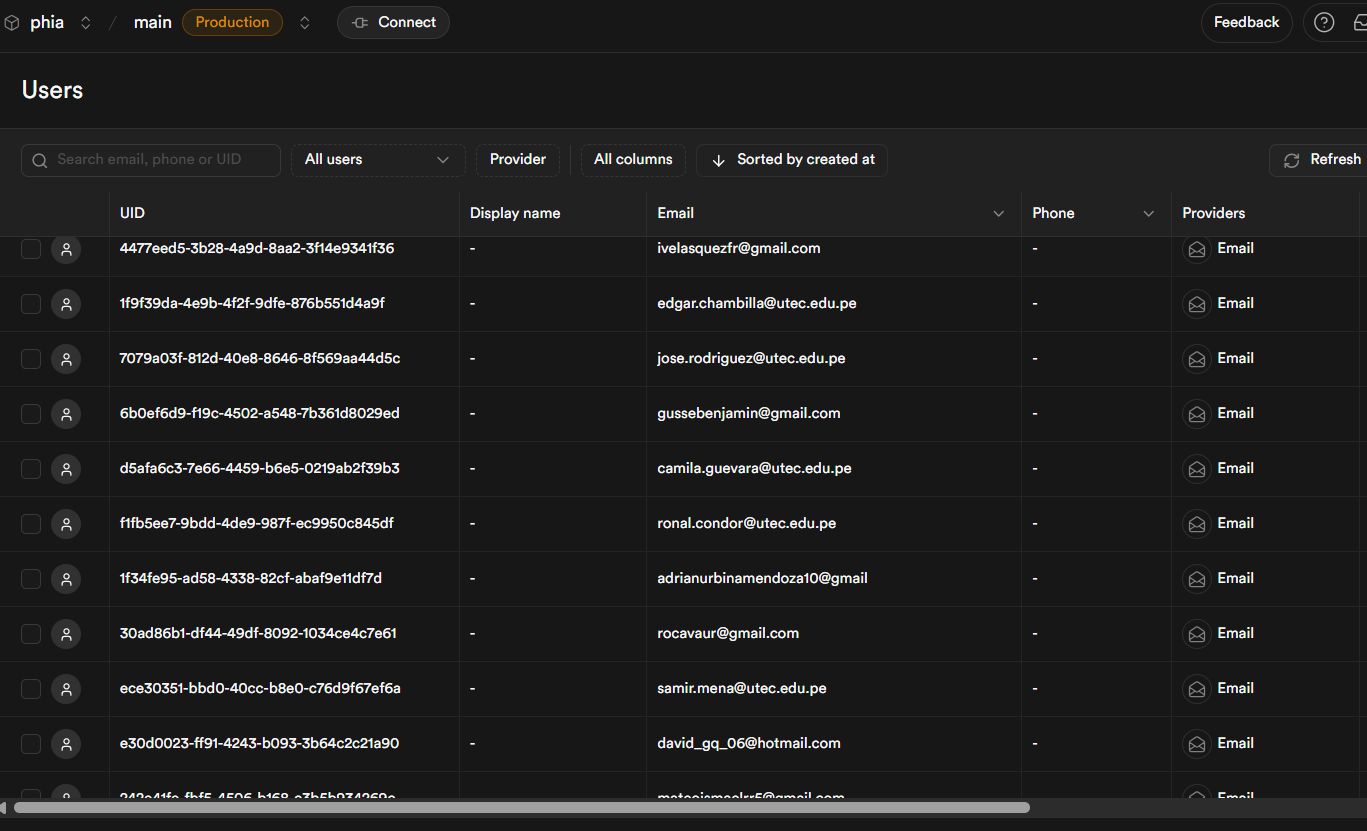 phia / main Production Connect Feedback
Users
Search email, phone or UID All users Provider All columns Sorted by created at Refresh
UID Display name Email Phone Providers
4477eed5-3b28-4a9d-8aa2-3f14e9341f36 - ivelasquezfr@gmail.com - Email
1f9f39da-4e9b-4f2f-9dfe-876b551d4a9f - edgar.chambilla@utec.edu.pe - Email
7079a03f-812d-40e8-8646-8f569aa44d5c - jose.rodriguez@utec.edu.pe - Email
6b0ef6d9-f19c-4502-a548-7b361d8029ed - gussebenjamin@gmail.com - Email
d5afa6c3-7e66-4459-b6e5-0219ab2f39b3 - camila.guevara@utec.edu.pe - Email
f1fb5ee7-9bdd-4de9-987f-ec9950c845df - ronal.condor@utec.edu.pe - Email
1f34fe95-ad58-4338-82cf-abaf9e11df7d - adrianurbinamendoza10@gmail - Email
30ad86b1-df44-49df-8092-1034ce4c7e61 - rocavaur@gmail.com - Email
ece30351-bbd0-40cc-b8e0-c76d9f67ef6a - samir.mena@utec.edu.pe - Email
e30d0023-ff91-4243-b093-3b64c2c21a90 - david_gq_06@hotmail.com - Email
Email